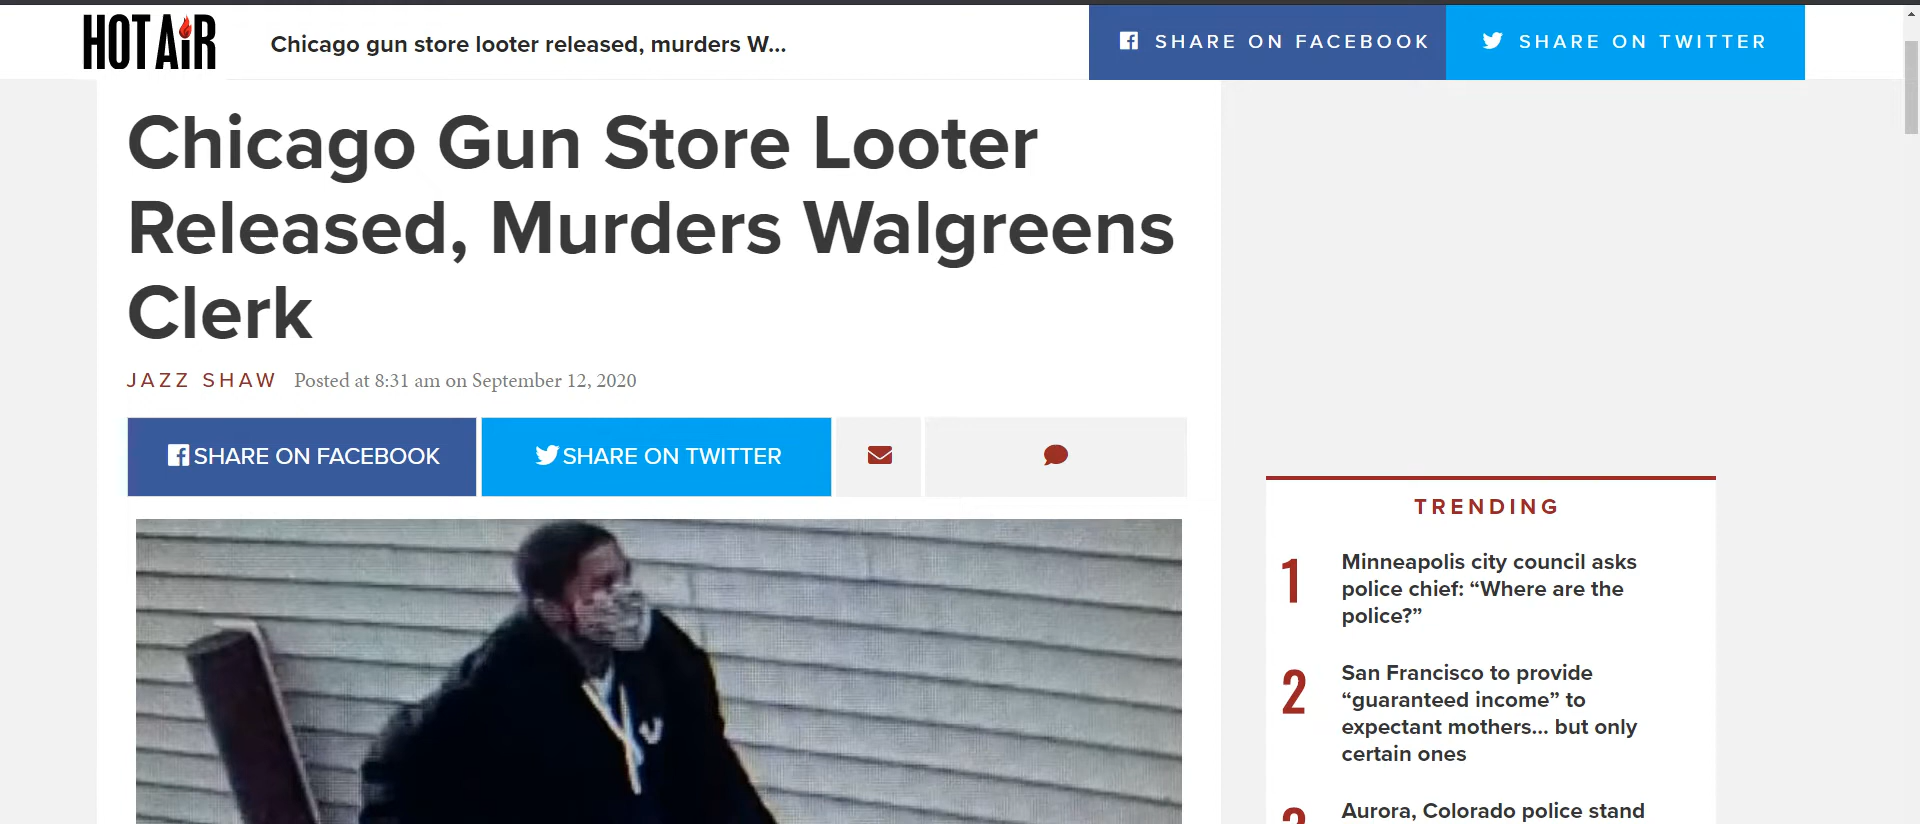 HOT AIR
Chicago gun store looter released, murders W...
SHARE ON FACEBOOK
SHARE ON TWITTER
Chicago Gun Store Looter
Released, Murders Walgreens
Clerk
JAZZ SHAW Posted at 8:31 am on September 12, 2020
SHARE ON FACEBOOK
SHARE ON TWITTER
TRENDING
1
Minneapolis city council asks
police chief: “Where are the
police?”
2
San Francisco to provide
“guaranteed income” to
expectant mothers... but only
certain ones
Aurora, Colorado police stand